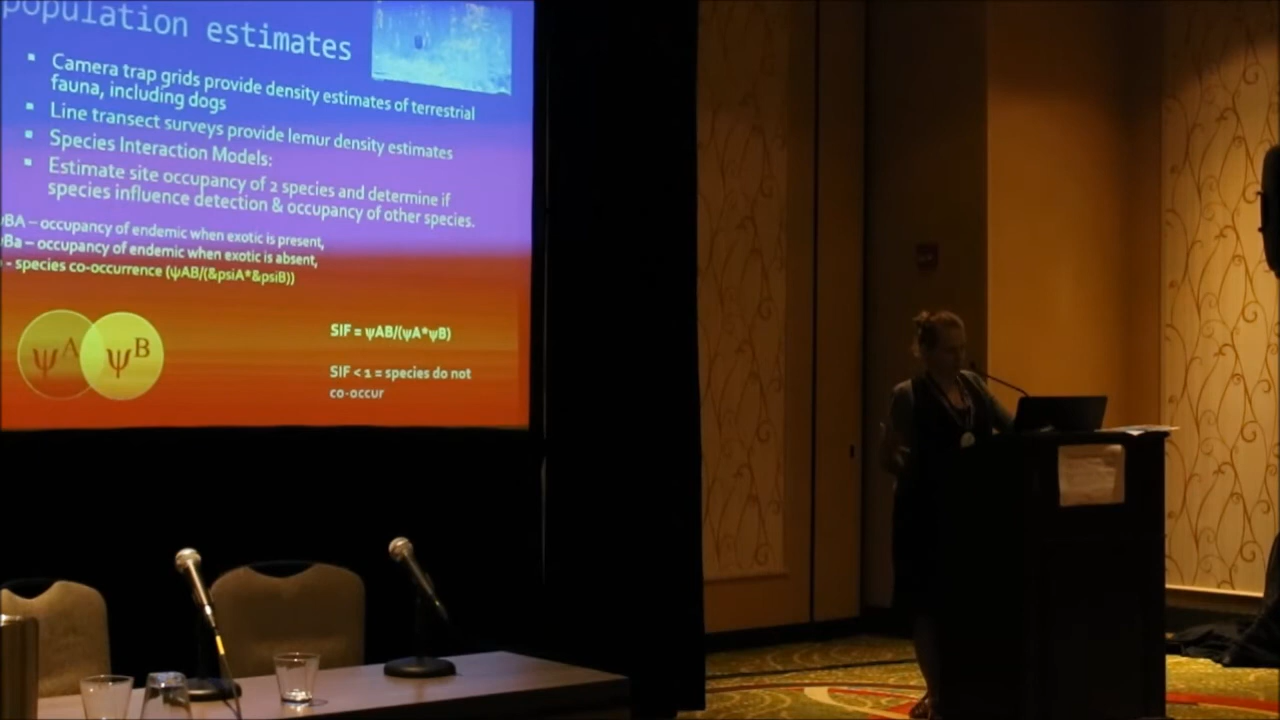 population estimates
Camera trap grids provide density estimates of terrestrial
fauna, including dogs
Line transect surveys provide lemur density estimates
Species Interaction Models:
Estimate site occupancy of 2 species and determine if
species influence detection & occupancy of other species.
ψBA – occupancy of endemic when exotic is present,
ψBa – occupancy of endemic when exotic is absent,
- species co-occurrence (ψAB/(&psiA*&psiB))
SIF = ψAB/(ψA*ψB)
ψA ψB
SIF < 1 = species do not
co-occur